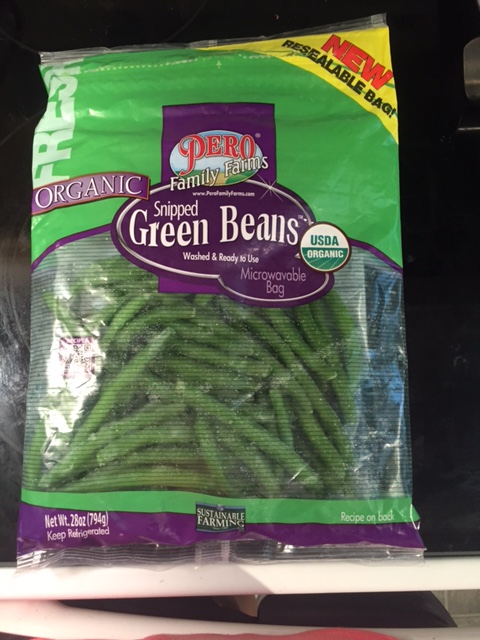 NEW
RESEALABLE BAG!
FRESH
PERO®
Family Farms
www.PeroFamilyFarms.com
ORGANIC
Snipped
Green Beans™
Washed & Ready to Use
USDA
ORGANIC
Microwavable
Bag
Net Wt. 28oz (794g)
Keep Refrigerated
SUSTAINABLE
FARMING
Recipe on back